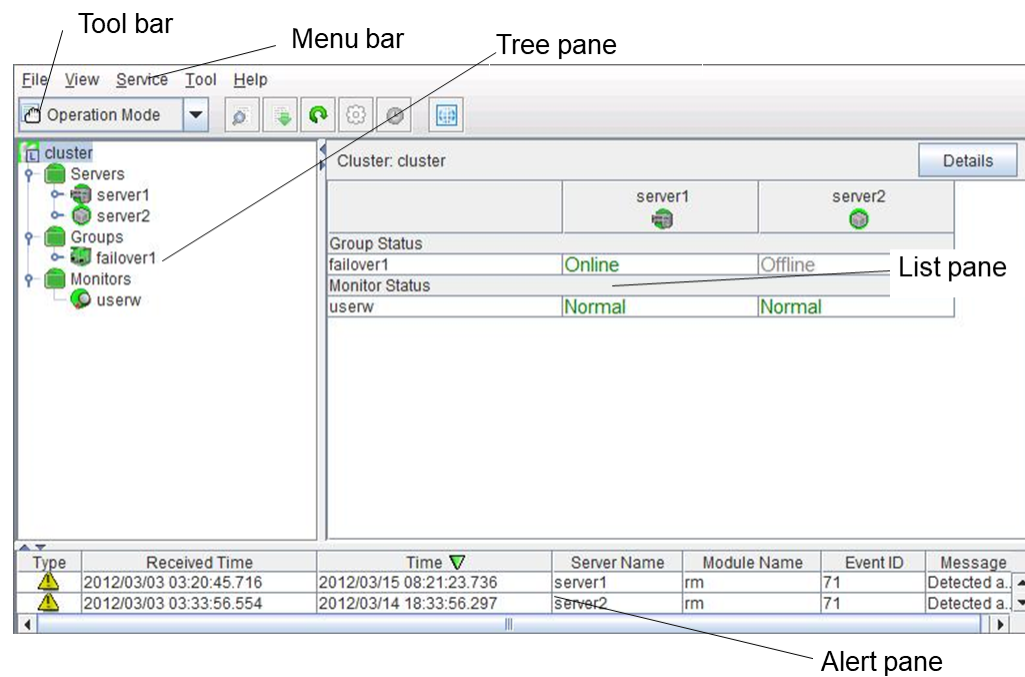 Tool bar
Menu bar
Tree pane
File View Service Tool Help
Operation Mode
cluster
Servers
server1
server2
Groups
failover1
Monitors
userw
Cluster: cluster
Details
server1 server2
Group Status
failover1 Online Offline
List pane
Monitor Status
userw Normal Normal
Type Received Time Time Server Name Module Name Event ID Message
2012/03/03 03:20:45.716 2012/03/15 08:21:23.736 server1 rm 71 Detected a..
2012/03/03 03:33:56.554 2012/03/14 18:33:56.297 server2 rm 71 Detected a..
Alert pane